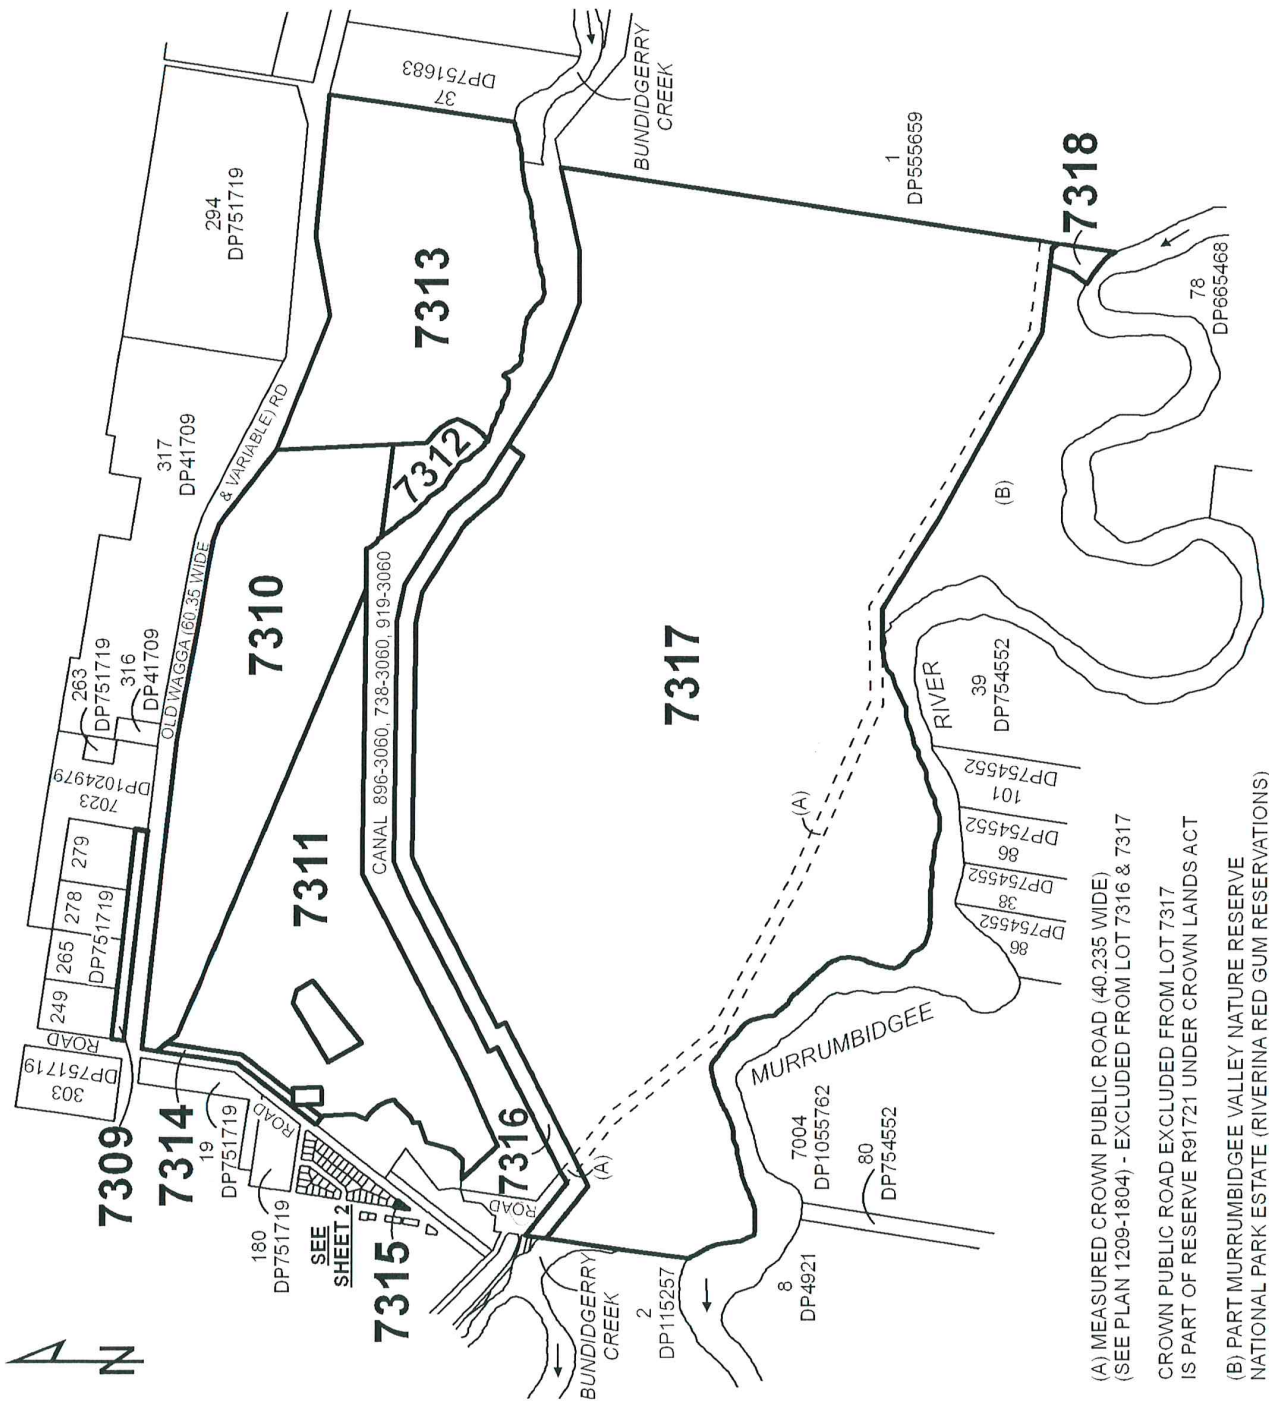 N
303
DP751719
ROAD
249
265
278
279
DP751719
7023
DP1024979
263
DP751719
316
DP41709
317
DP41709
294
DP751719
37
DP751683
OLD WAGGA (60.35 WIDE
& VARIABLE) RD
BUNDIDGERRY
CREEK
7309
7314
19
DP751719
ROAD
180
DP751719
SEE
SHEET 2
7315
7311
7310
7312
7313
CANAL 896-3060, 738-3060, 919-3060
7316
ROAD
(A)
7317
(A)
1
DP555659
7318
78
DP665468
(B)
BUNDIDGERRY
CREEK
2
DP115257
8
DP4921
MURRUMBIDGEE
RIVER
7004
DP1055762
80
DP754552
86
DP754552
38
DP754552
86
DP754552
101
DP754552
39
DP754552
(A) MEASURED CROWN PUBLIC ROAD (40.235 WIDE)
(SEE PLAN 1209-1804) - EXCLUDED FROM LOT 7316 & 7317
CROWN PUBLIC ROAD EXCLUDED FROM LOT 7317
IS PART OF RESERVE R91721 UNDER CROWN LANDS ACT
(B) PART MURRUMBIDGEE VALLEY NATURE RESERVE
NATIONAL PARK ESTATE (RIVERINA RED GUM RESERVATIONS)